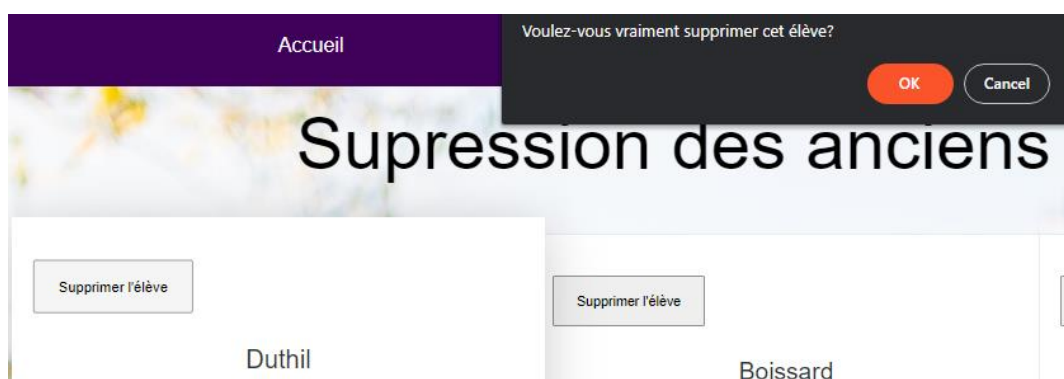 Accueil
Voulez-vous vraiment supprimer cet élève?
OK
Cancel
Supression des anciens
Supprimer l'élève
Supprimer l'élève
Duthil
Boissard